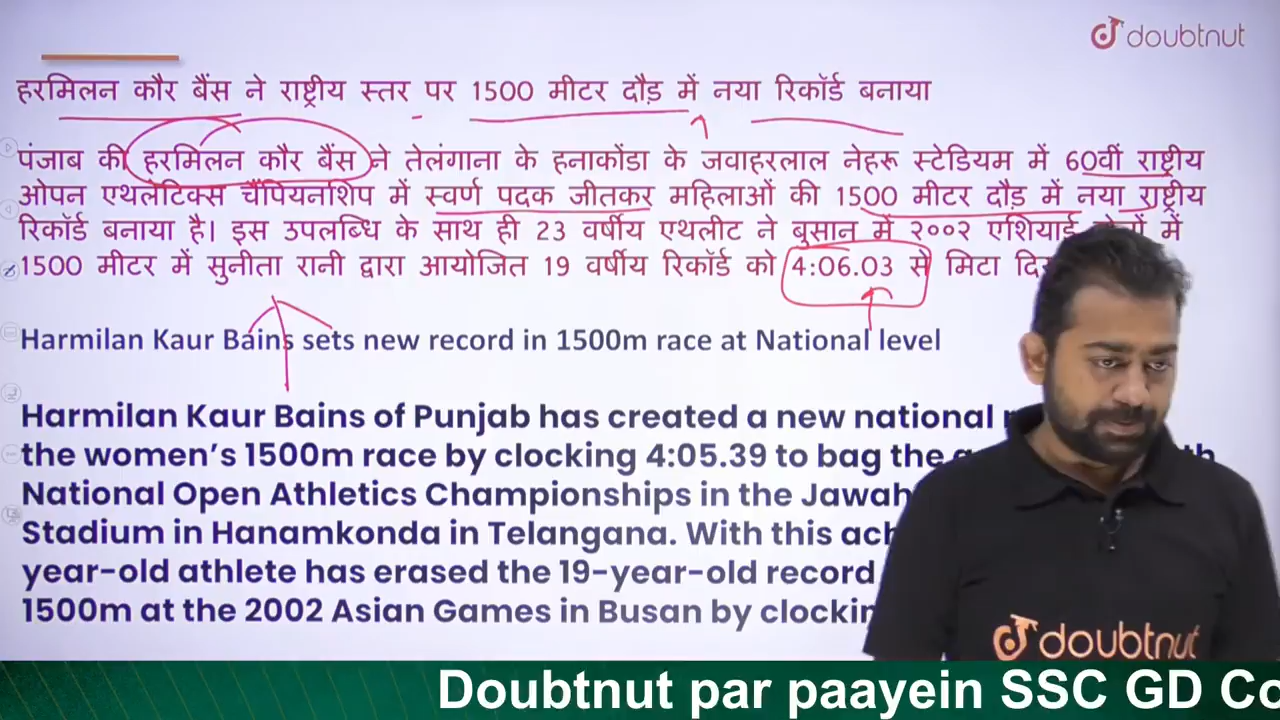 doubtnut
हरमिलन कौर बैंस ने राष्ट्रीय स्तर पर 1500 मीटर दौड़ में नया रिकॉर्ड बनाया
पंजाब की हरमिलन कौर बैंस ने तेलंगाना के हनाकोंडा के जवाहरलाल नेहरू स्टेडियम में 60वीं राष्ट्रीय
ओपन एथलेटिक्स चैंपियनशिप में स्वर्ण पदक जीतकर महिलाओं की 1500 मीटर दौड़ में नया राष्ट्रीय
रिकॉर्ड बनाया है। इस उपलब्धि के साथ ही 23 वर्षीय एथलीट ने बुसान में २००२ एशियाई में
1500 मीटर में सुनीता रानी द्वारा आयोजित 19 वर्षीय रिकॉर्ड को 4:06.03 से मिटा
Harmilan Kaur Bains sets new record in 1500m race at National level
Harmilan Kaur Bains of Punjab has created a new national
the women's 1500m race by clocking 4:05.39 to bag the
National Open Athletics Championships in the
Stadium in Hanamkonda in Telangana. With this
year-old athlete has erased the 19-year-old record
1500m at the 2002 Asian Games in Busan by
doubtnut
Doubtnut par paayein SSC GD